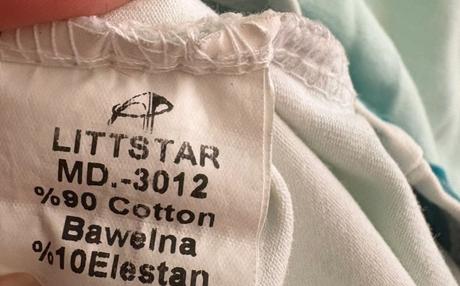 LITTSTAR
MD.-3012
%90 Cotton
Bawelna
%10Elestan